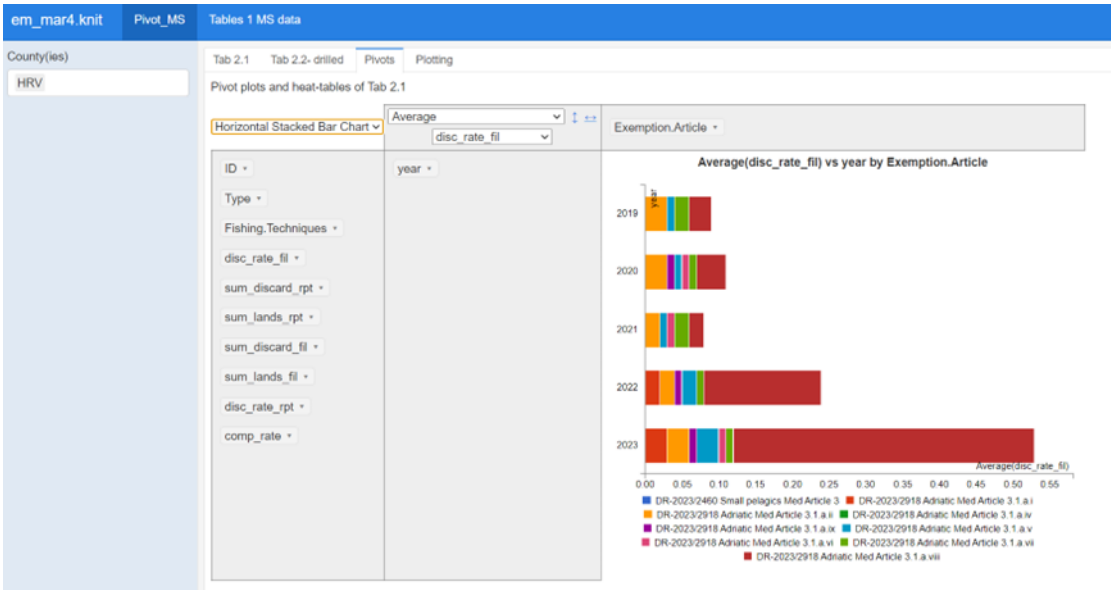 em_mar4.knit Pivot_MS Tables 1 MS data
County(ies)
HRV
Tab 2.1 Tab 2.2- drilled Pivots Plotting
Pivot plots and heat-tables of Tab 2.1
Horizontal Stacked Bar Chart
Average
disc_rate_fil
Exemption.Article
ID
Type
Fishing.Techniques
disc_rate_fil
sum_discard_rpt
sum_lands_rpt
sum_discard_fil
sum_lands_fil
disc_rate_rpt
comp_rate
year
Average(disc_rate_fil) vs year by Exemption.Article
year
2019
2020
2021
2022
2023
Average(disc_rate_fil)
0.00 0.05 0.10 0.15 0.20 0.25 0.30 0.35 0.40 0.45 0.50 0.55
DR-2023/2460 Small pelagics Med Article 3 DR-2023/2918 Adriatic Med Article 3.1.a.i
DR-2023/2918 Adriatic Med Article 3.1.a.ii DR-2023/2918 Adriatic Med Article 3.1.a.iv
DR-2023/2918 Adriatic Med Article 3.1.a.ix DR-2023/2918 Adriatic Med Article 3.1.a.v
DR-2023/2918 Adriatic Med Article 3.1.a.vi DR-2023/2918 Adriatic Med Article 3.1.a.vii
DR-2023/2918 Adriatic Med Article 3.1.a.viii